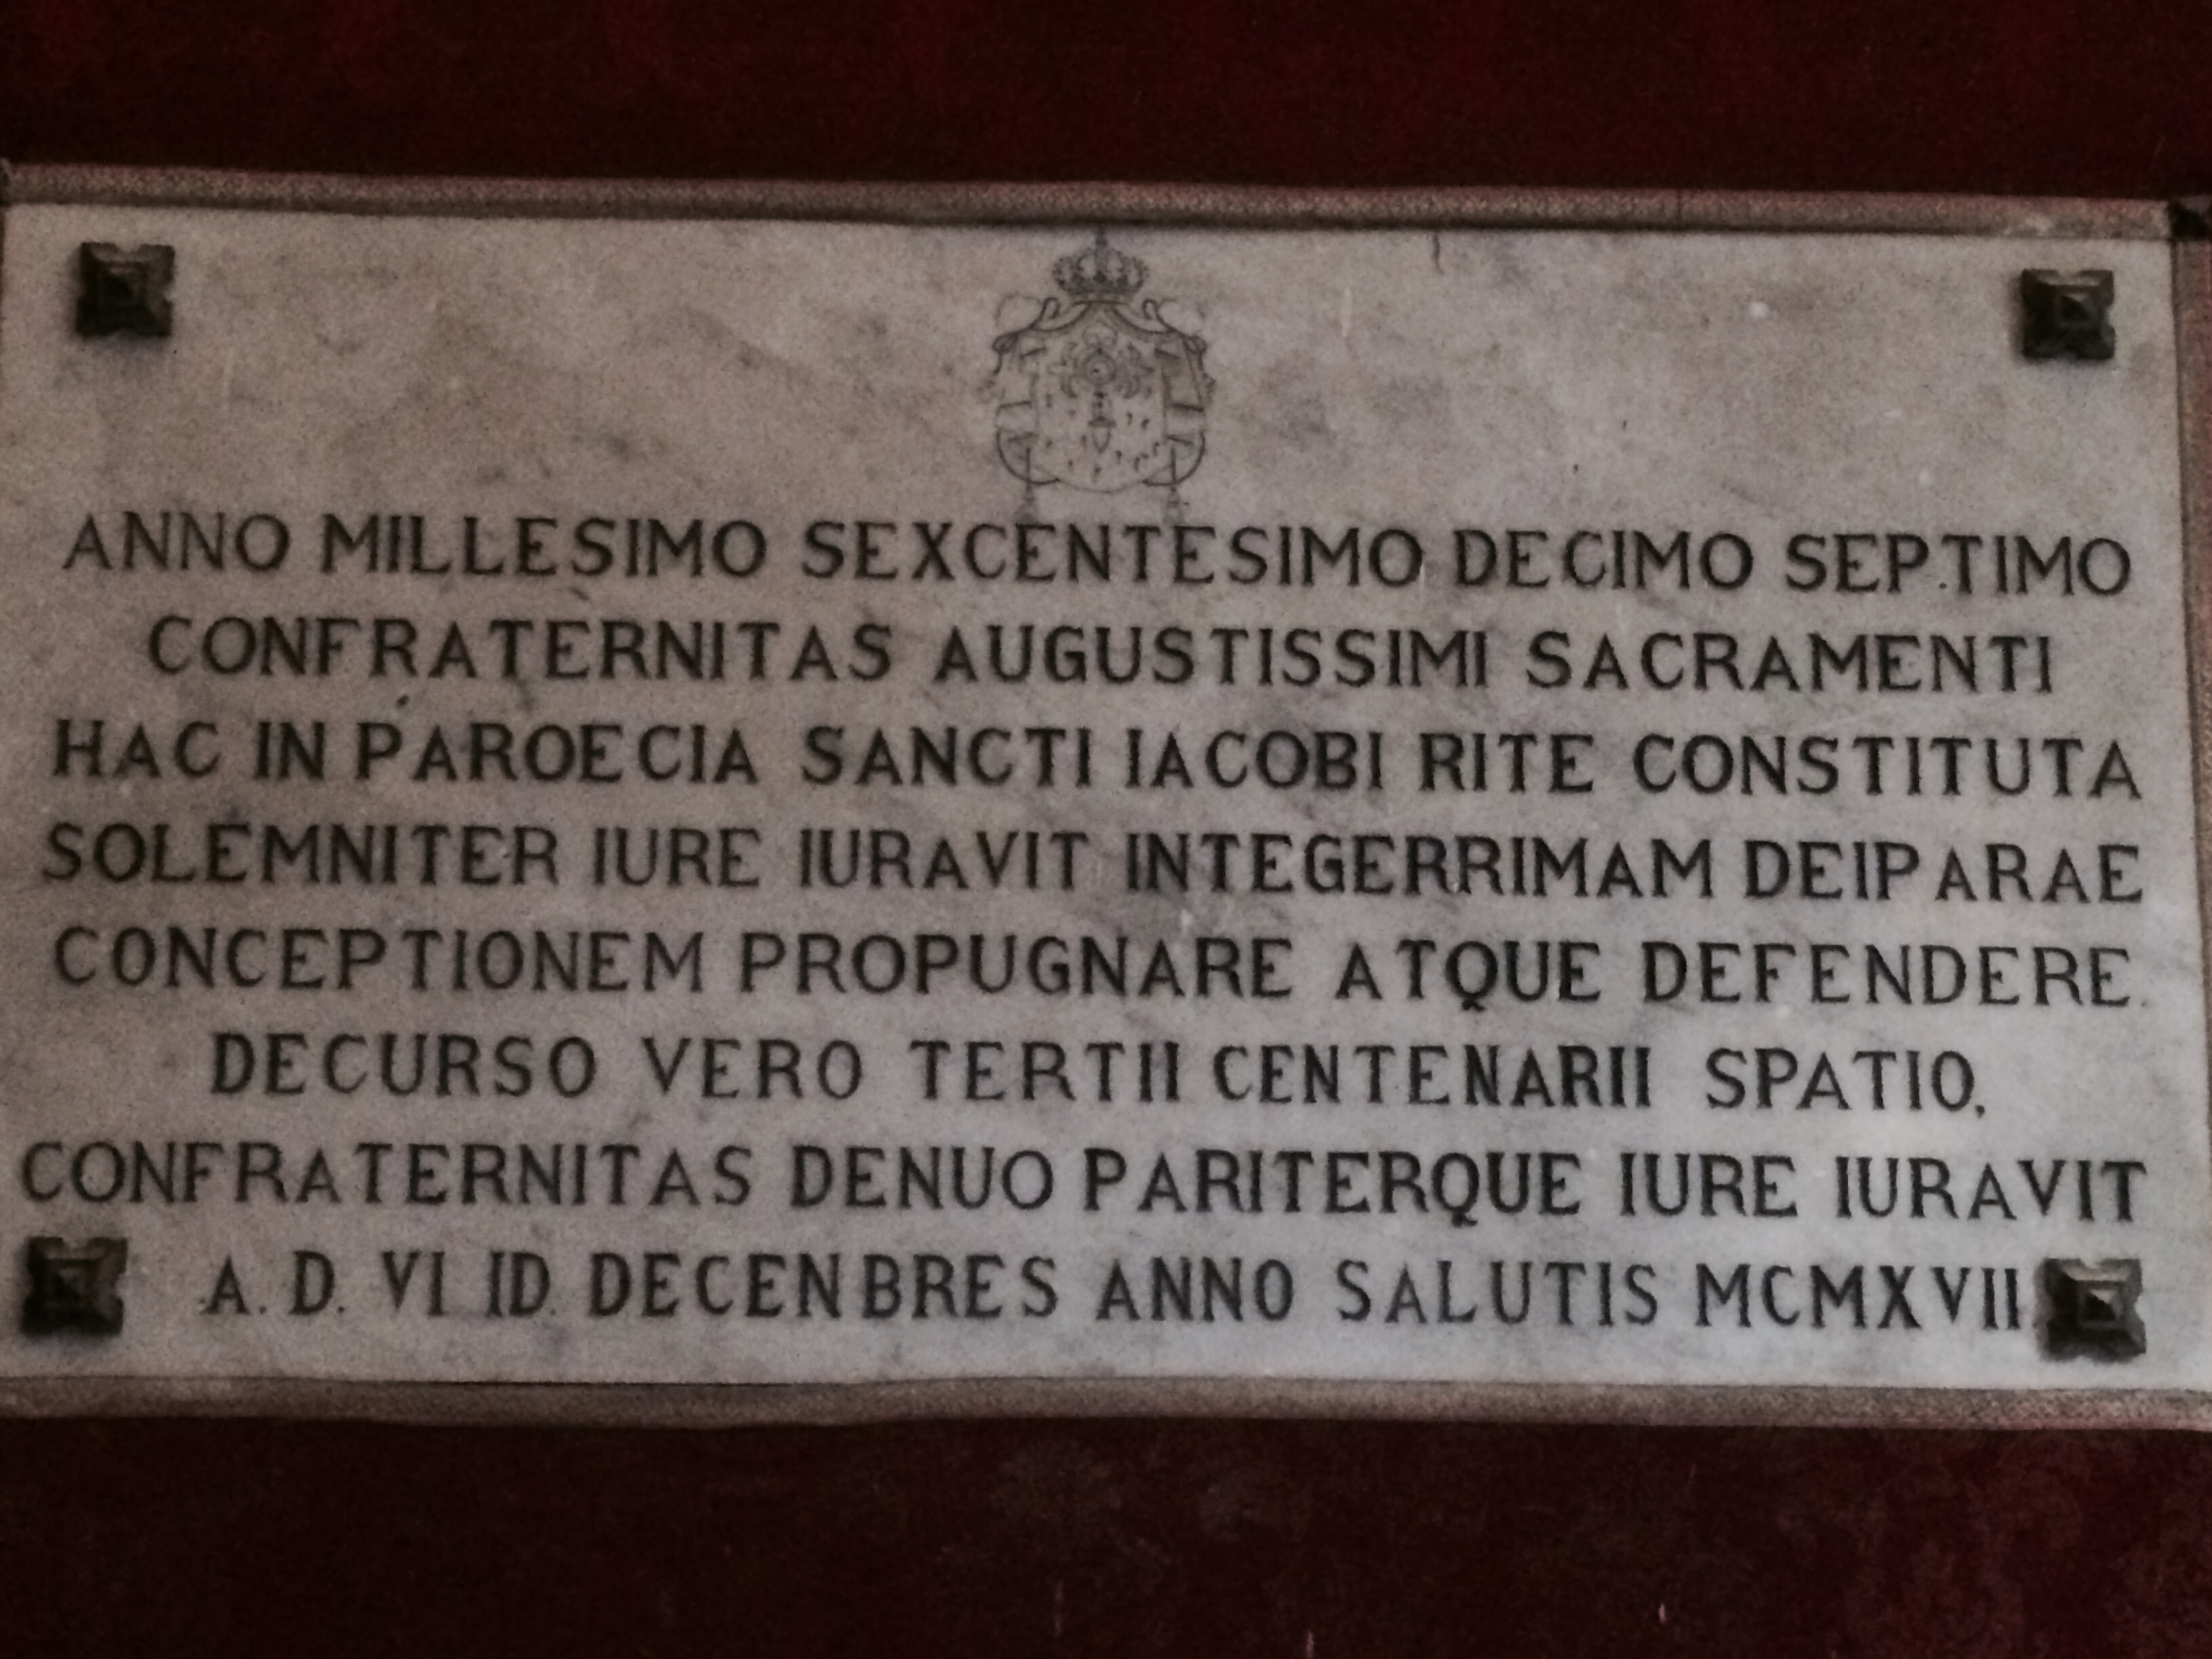 ANNO MILLESIMO SEXCENTESIMO DECIMO SEPTIMO
CONFRATERNITAS AUGUSTISSIMI SACRAMENTI
HAC IN PAROECIA SANCTI IACOBI RITE CONSTITUTA
SOLEMNITER IURE IURAVIT INTEGERRIMAM DEIPARAE
CONCEPTIONEM PROPUGNARE ATQUE DEFENDERE.
DECURSO VERO TERTII CENTENARII SPATIO,
CONFRATERNITAS DENUO PARITERQUE IURE IURAVIT
A. D. VI ID. DECENBRES ANNO SALUTIS MCMXVII